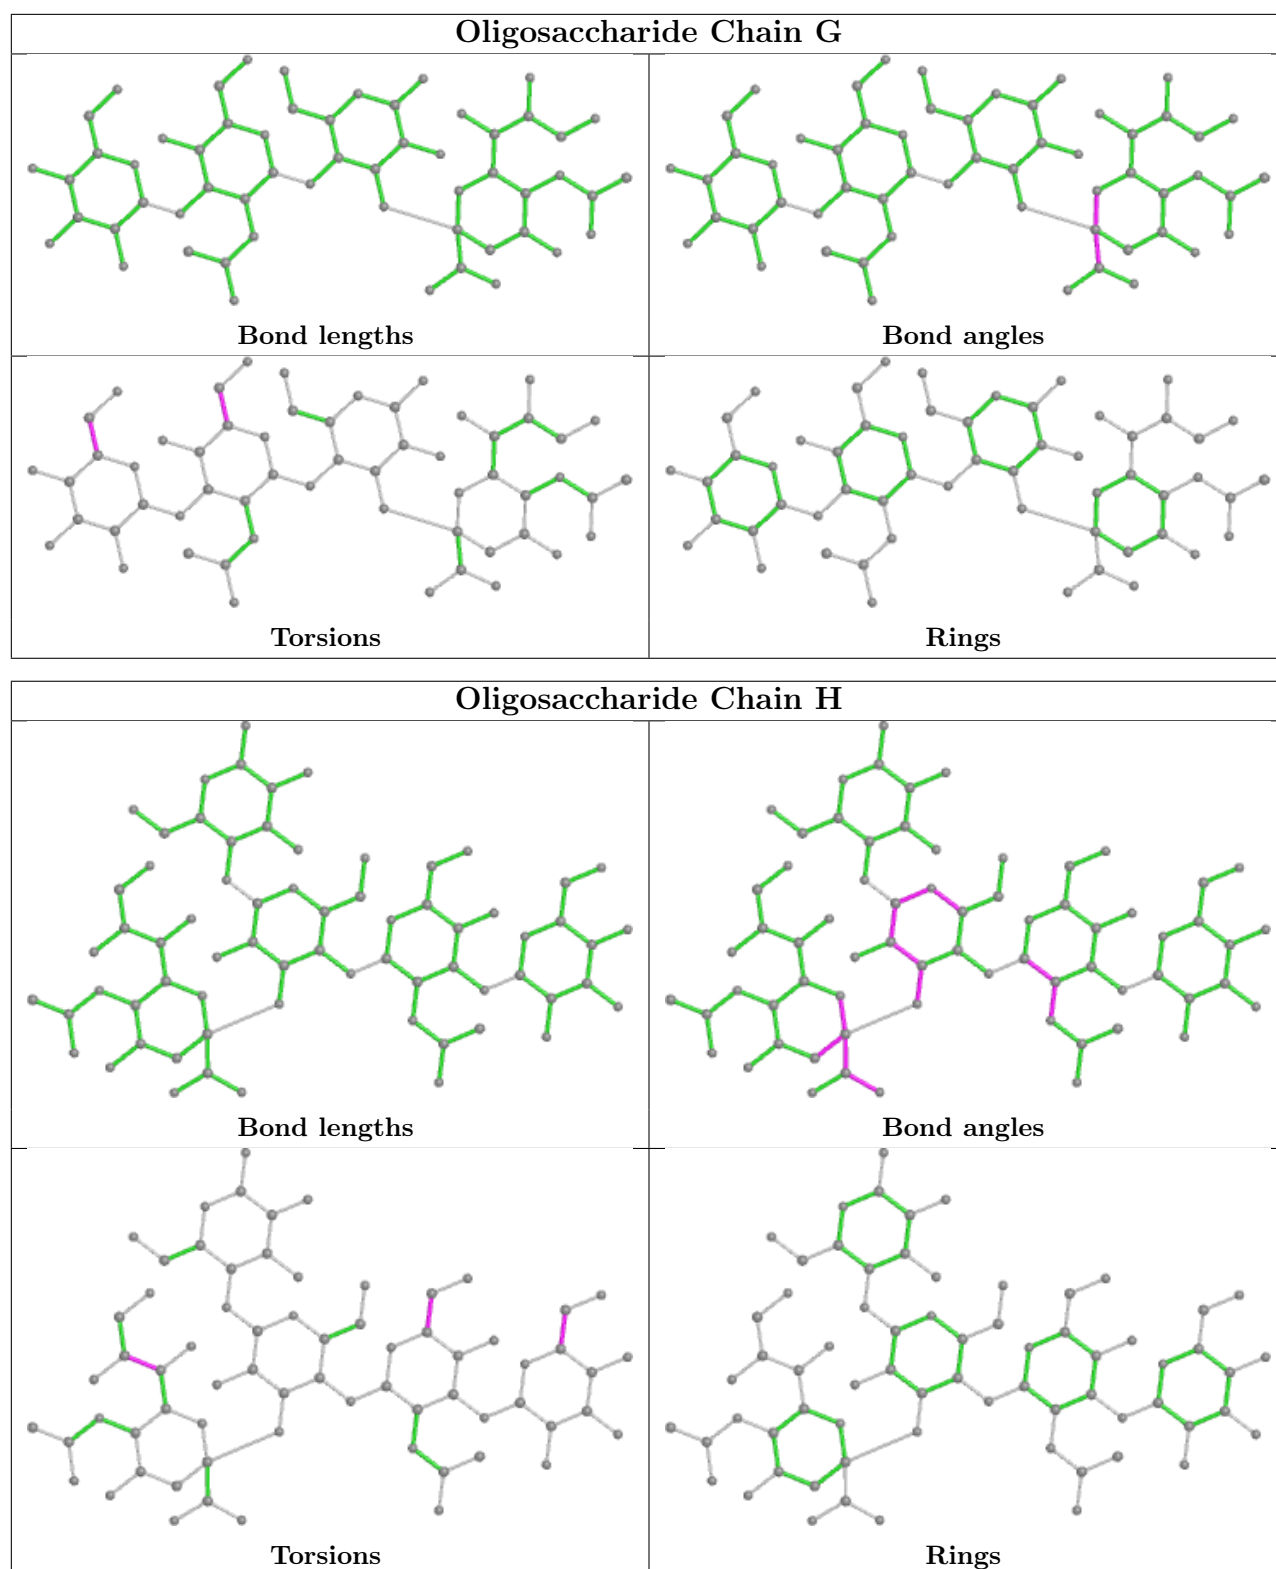 Oligosaccharide Chain G
Bond lengths
Bond angles
Torsions
Rings
Oligosaccharide Chain H
Bond lengths
Bond angles
Torsions
Rings